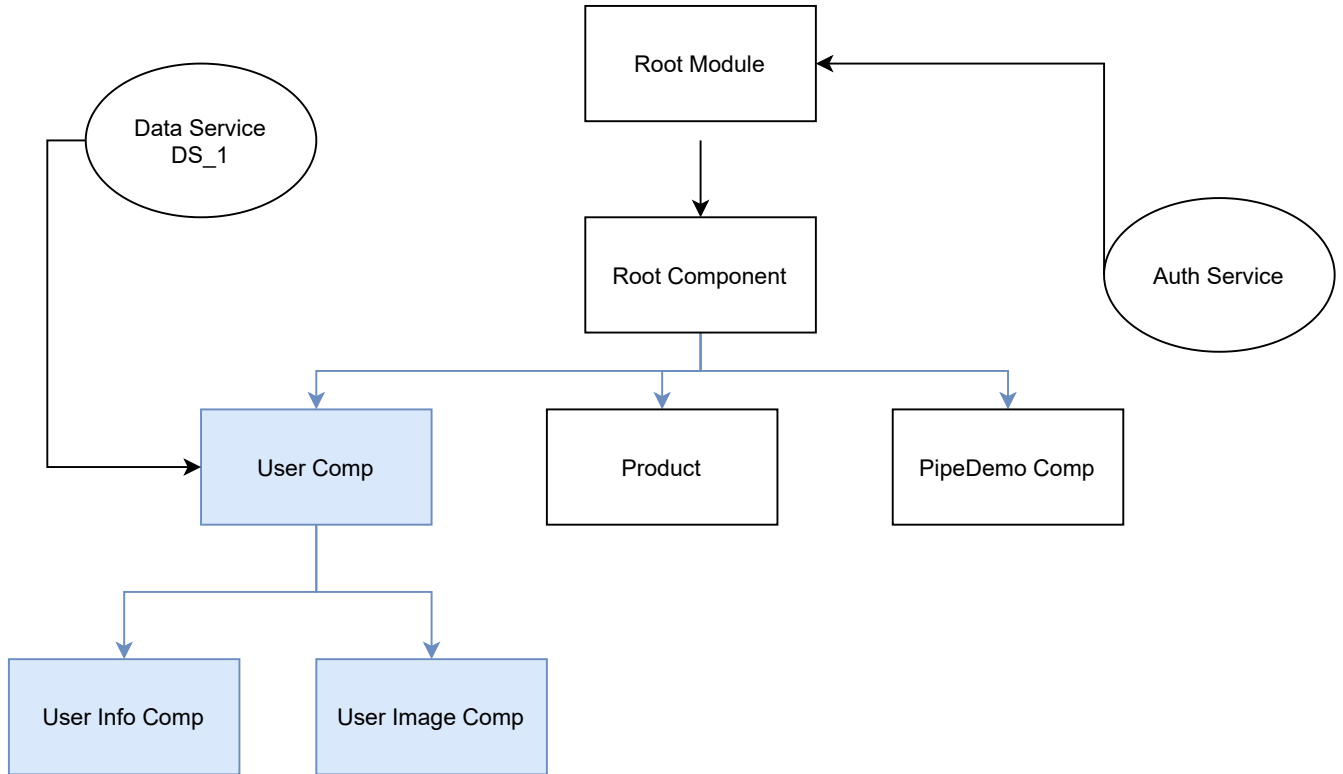 Root Module
Data Service
DS_1
Root Component
Auth Service
User Comp
Product
PipeDemo Comp
User Info Comp
User Image Comp